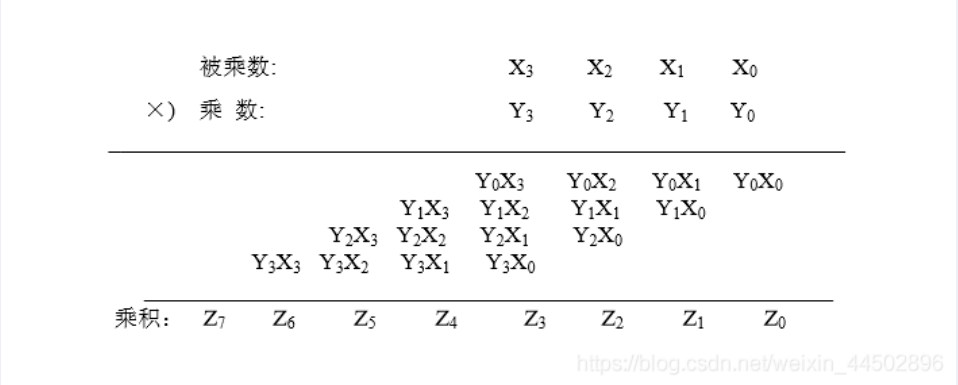 被乘数: X₃ X₂ X₁ X₀
×) 乘 数: Y₃ Y₂ Y₁ Y₀
Y₀X₃ Y₀X₂ Y₀X₁ Y₀X₀
Y₁X₃ Y₁X₂ Y₁X₁ Y₁X₀
Y₂X₃ Y₂X₂ Y₂X₁ Y₂X₀
Y₃X₃ Y₃X₂ Y₃X₁ Y₃X₀
乘积: Z₇ Z₆ Z₅ Z₄ Z₃ Z₂ Z₁ Z₀
https://blog.csdn.net/weixin_44502896